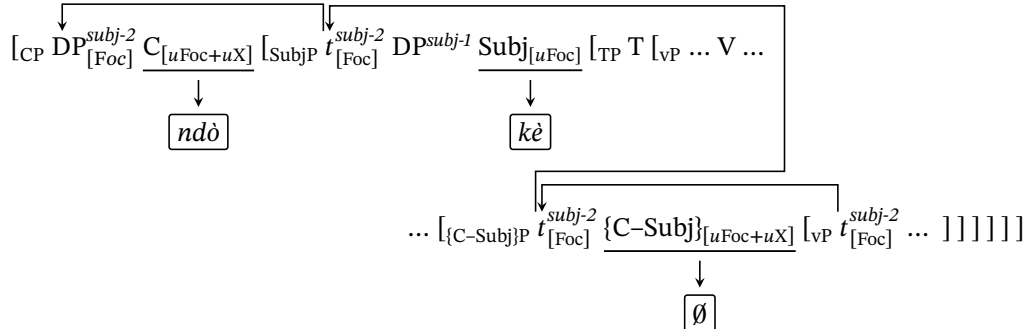 [CP DP^subj-2_[Foc] C_[uFoc+uX] [SubjP t^subj-2_[Foc] DP^subj-1 Subj_[uFoc] [TP T [vP ... V ...
ndò kè
... [{C–Subj}P t^subj-2_[Foc] {C–Subj}_[uFoc+uX] [vP t^subj-2_[Foc] ... ] ] ] ] ] ]
Ø